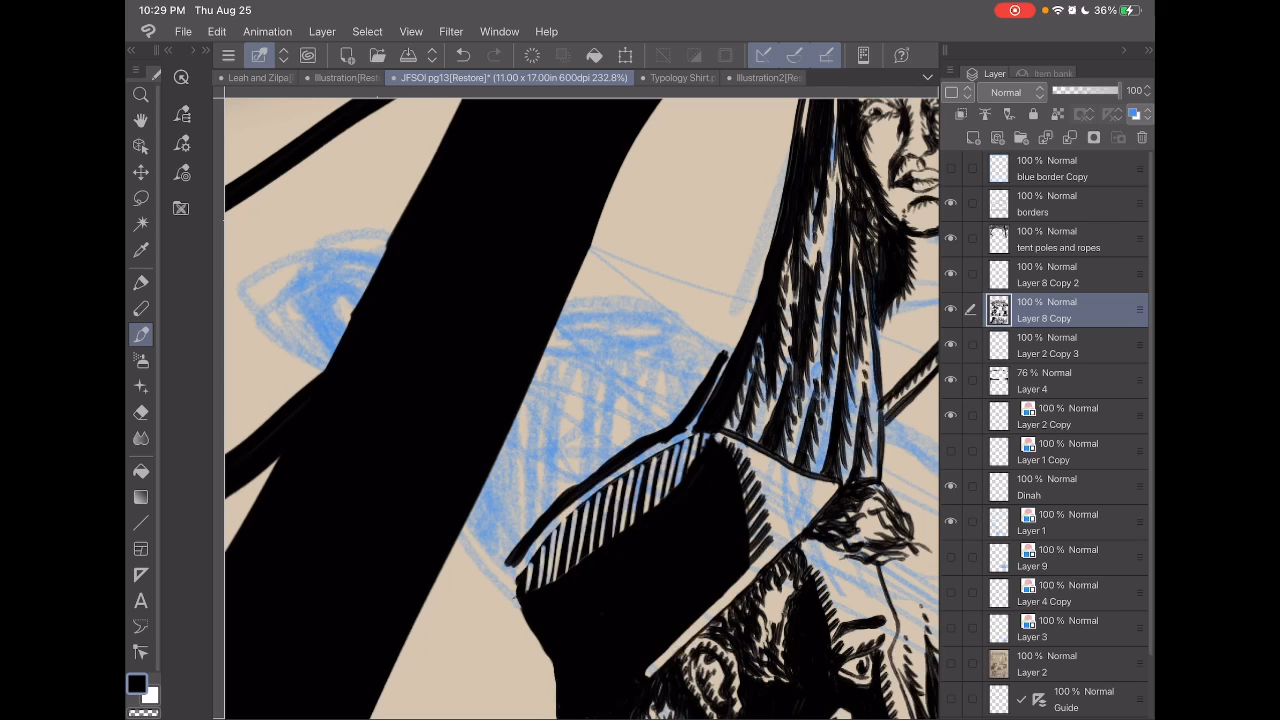 10:29 PM Thu Aug 25
36%
File Edit Animation Layer Select View Filter Window Help
Leah and Zilpa
Illustration[Rest
JFSOI pg13[Restore]* (11.00 x 17.00in 600dpi 232.8%)
Typology Shirt.p
Illustration2[Re
Layer
Item bank
Normal
100
100 % Normal
blue border Copy
100 % Normal
borders
100 % Normal
tent poles and ropes
100 % Normal
Layer 8 Copy 2
100 % Normal
Layer 8 Copy
100 % Normal
Layer 2 Copy 3
76 % Normal
Layer 4
100 % Normal
Layer 2 Copy
100 % Normal
Layer 1 Copy
100 % Normal
Dinah
100 % Normal
Layer 1
100 % Normal
Layer 9
100 % Normal
Layer 4 Copy
100 % Normal
Layer 3
100 % Normal
Layer 2
100 % Normal
Guide